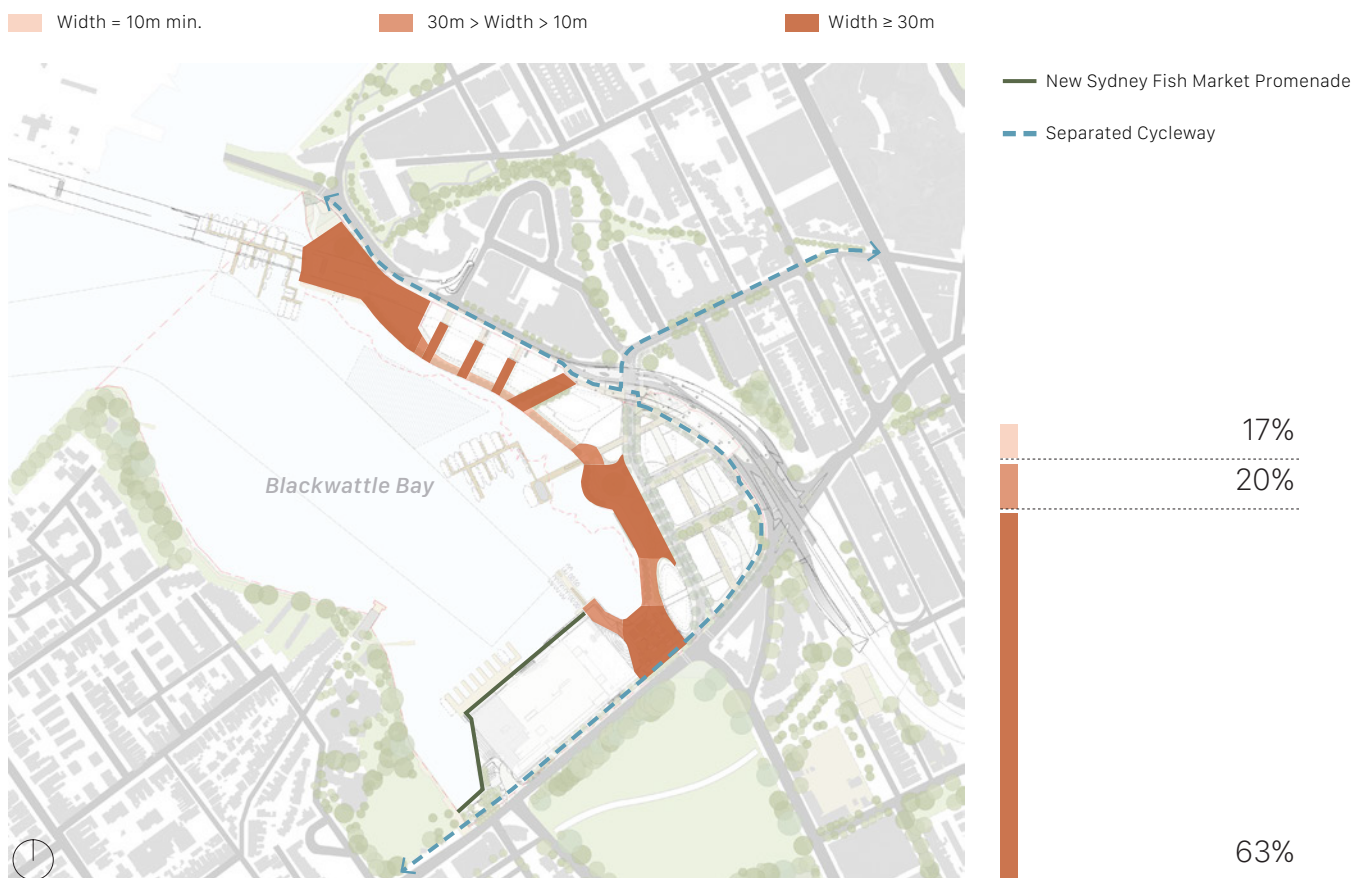 Width = 10m min.
30m > Width > 10m
Width ≥ 30m
New Sydney Fish Market Promenade
Separated Cycleway
Blackwattle Bay
17%
20%
63%